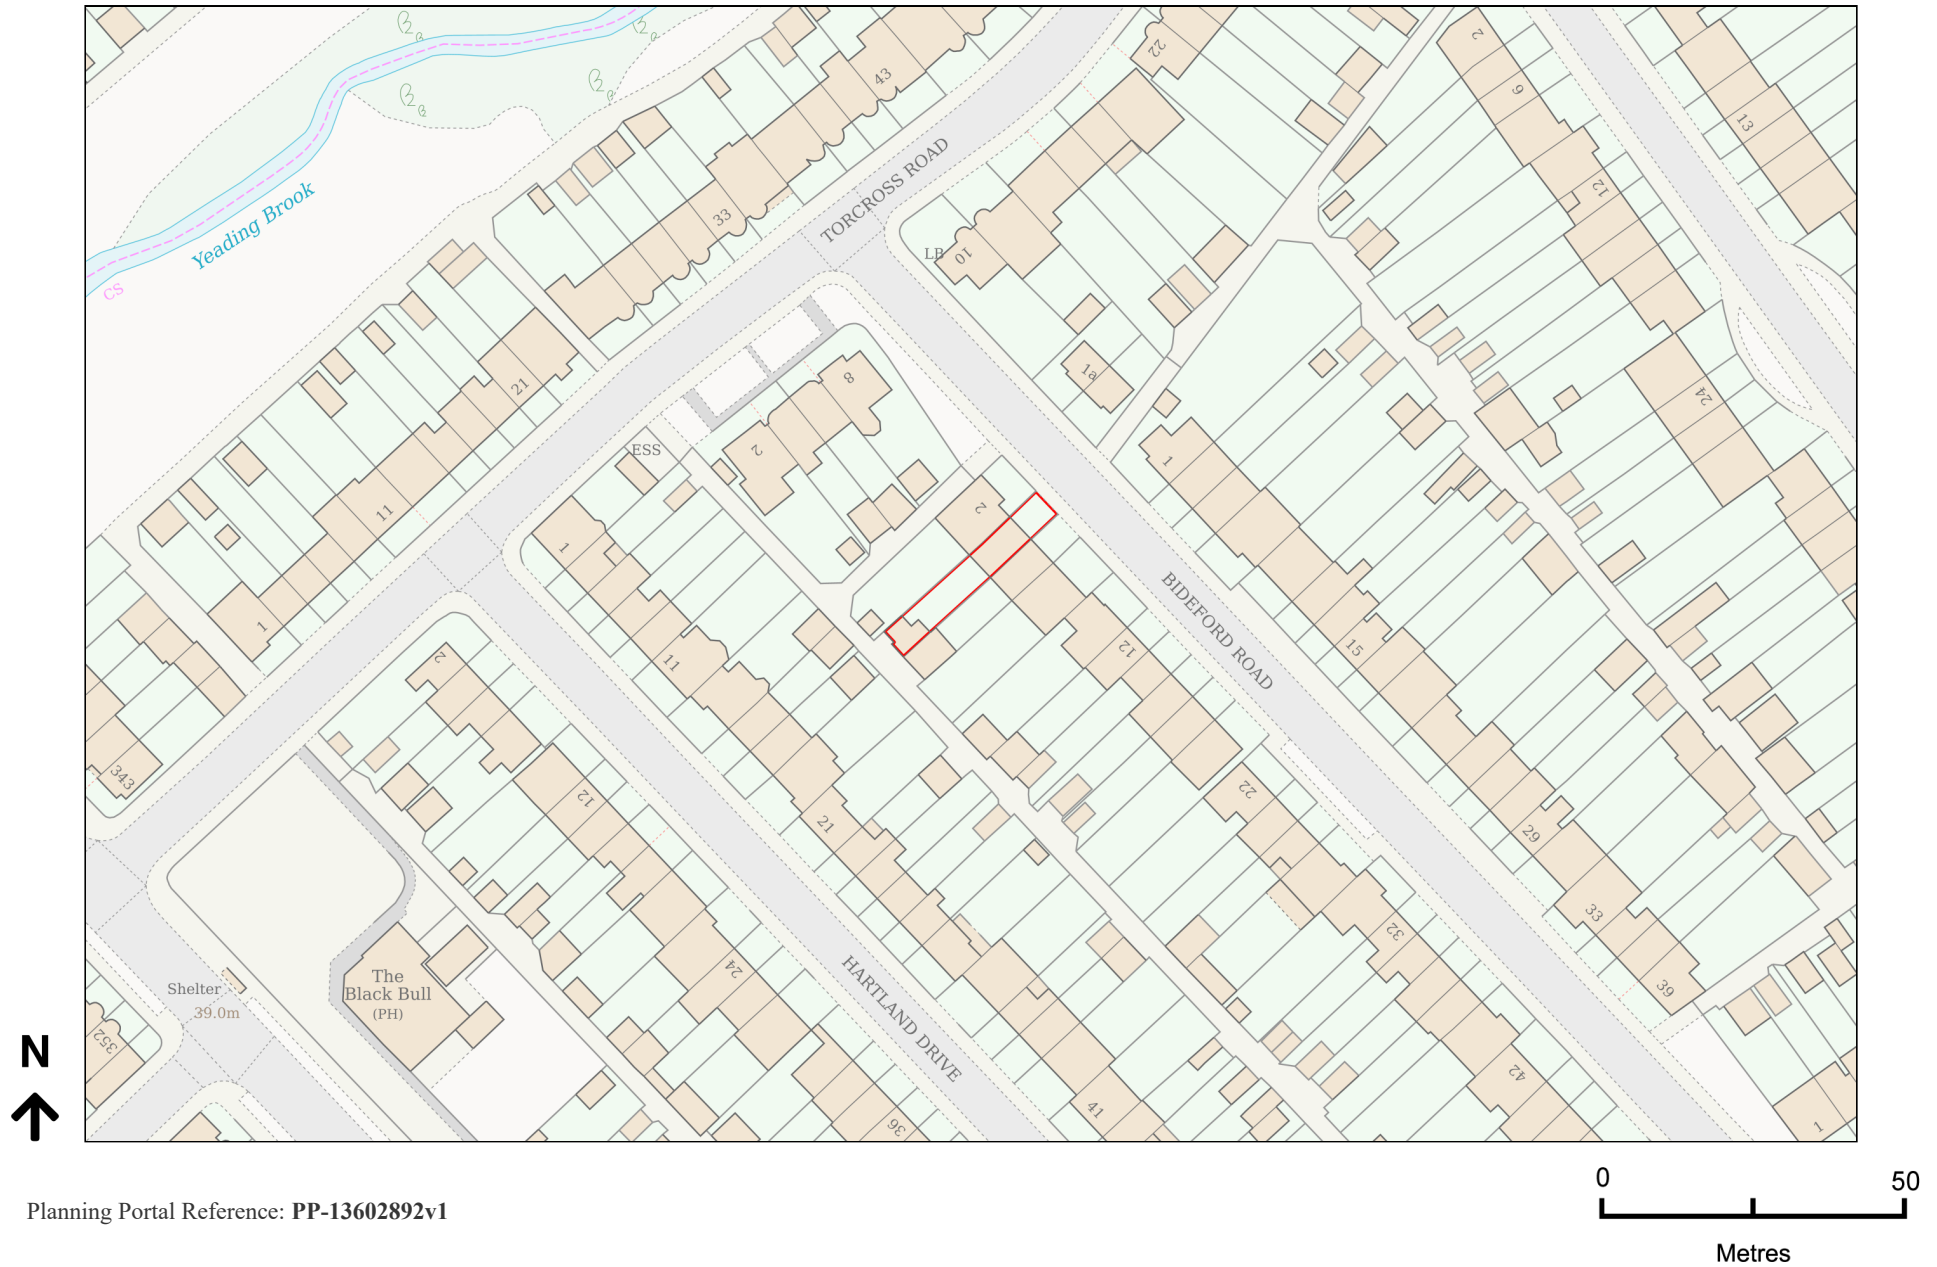 43
22
2
6
12
13
TORCROSS ROAD
Yeading Brook
CS
33
LB
10
21
1a
8
2
ESS
24
11
1
2
1
1
BIDEFORD ROAD
12
15
2
11
343
12
22
21
29
33
32
39
24
The
Black Bull
(PH)
Shelter
39.0m
352
HARTLAND DRIVE
42
41
36
1
N
Planning Portal Reference: PP-13602892v1
0
50
Metres